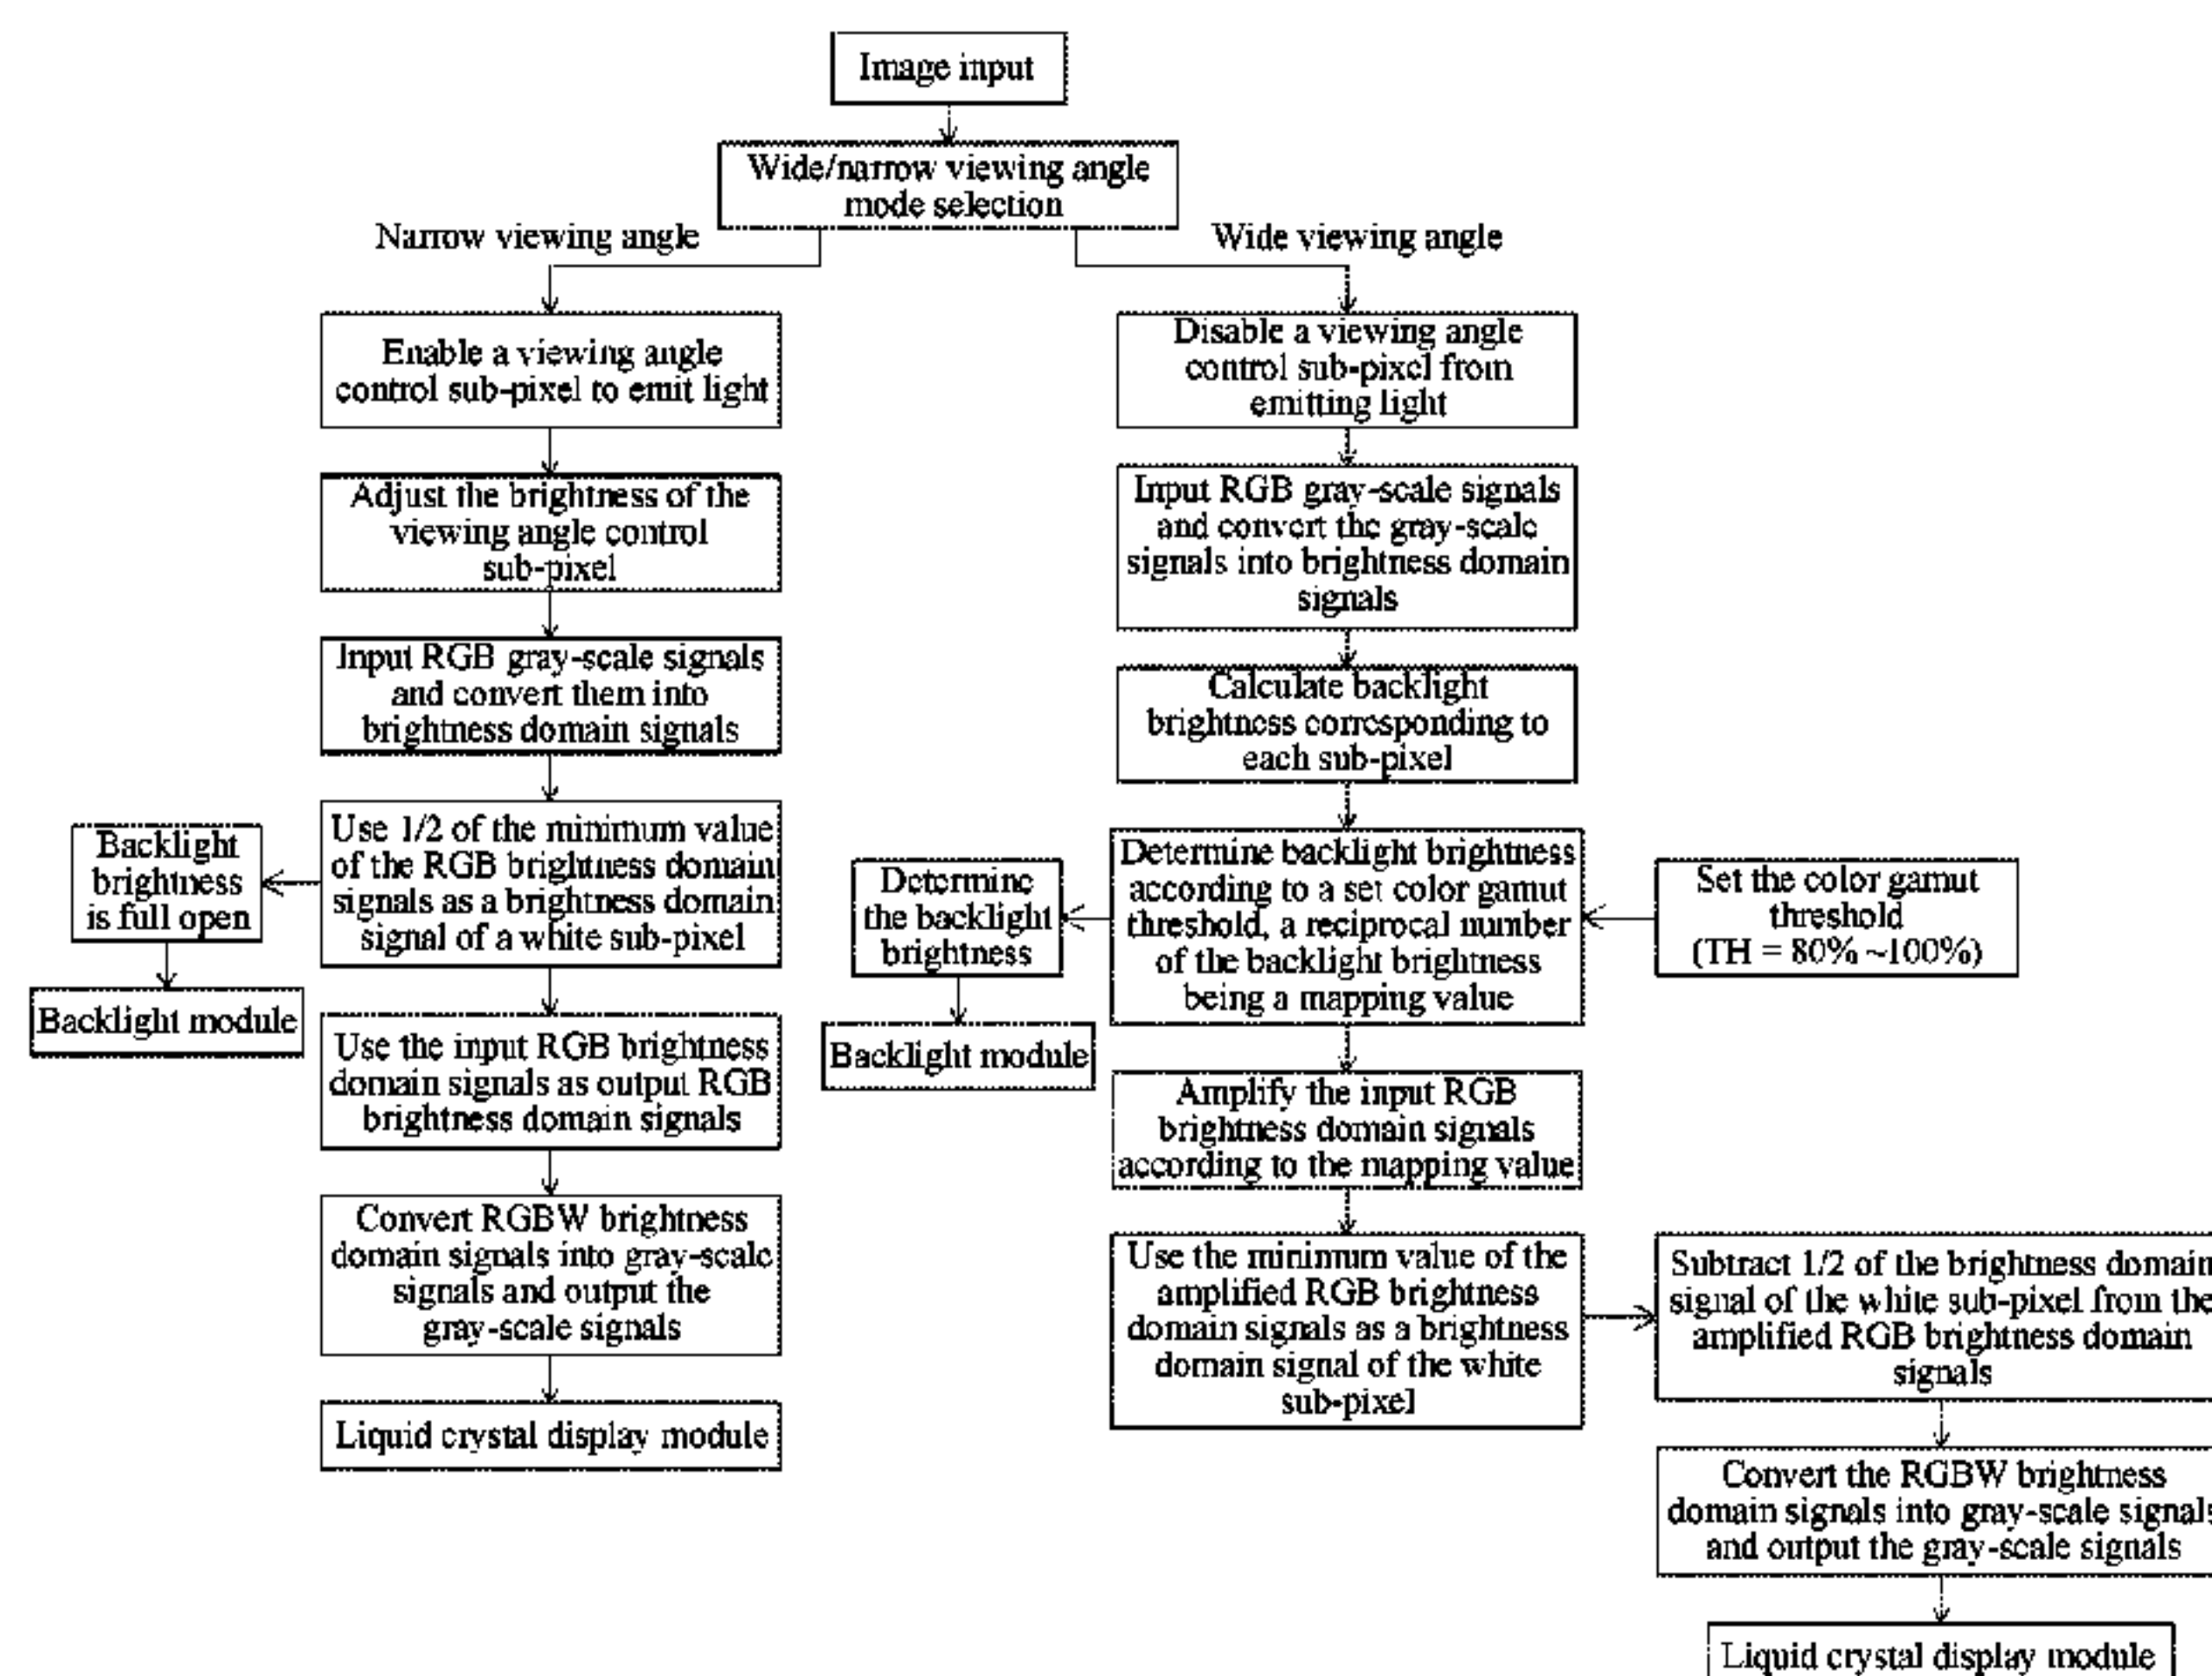 Image input
Wide/narrow viewing angle
mode selection
Narrow viewing angle
Wide viewing angle
Enable a viewing angle
control sub-pixel to emit light
Adjust the brightness of the
viewing angle control
sub-pixel
Input RGB gray-scale signals
and convert them into
brightness domain signals
Use 1/2 of the minimum value
of the RGB brightness domain
signals as a brightness domain
signal of a white sub-pixel
Backlight
brightness
is full open
Backlight module
Use the input RGB brightness
domain signals as output RGB
brightness domain signals
Convert RGBW brightness
domain signals into gray-scale
signals and output the
gray-scale signals
Liquid crystal display module
Disable a viewing angle
control sub-pixel from
emitting light
Input RGB gray-scale signals
and convert the gray-scale
signals into brightness domain
signals
Calculate backlight
brightness corresponding to
each sub-pixel
Determine backlight brightness
according to a set color gamut
threshold, a reciprocal number
of the backlight brightness
being a mapping value
Set the color gamut
threshold
(TH = 80% ~100%)
Determine
the backlight
brightness
Backlight module
Amplify the input RGB
brightness domain signals
according to the mapping value
Use the minimum value of the
amplified RGB brightness
domain signals as a brightness
domain signal of the white
sub-pixel
Subtract 1/2 of the brightness domain
signal of the white sub-pixel from the
amplified RGB brightness domain
signals
Convert the RGBW brightness
domain signals into gray-scale signals
and output the gray-scale signals
Liquid crystal display module